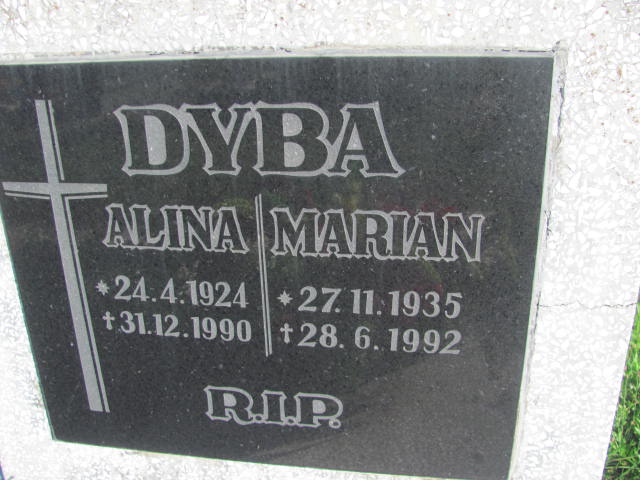 DYBA
ALINA MARIAN
*24.4.1924 *27.11.1935
†31.12.1990 †28.6.1992
R.I.P.